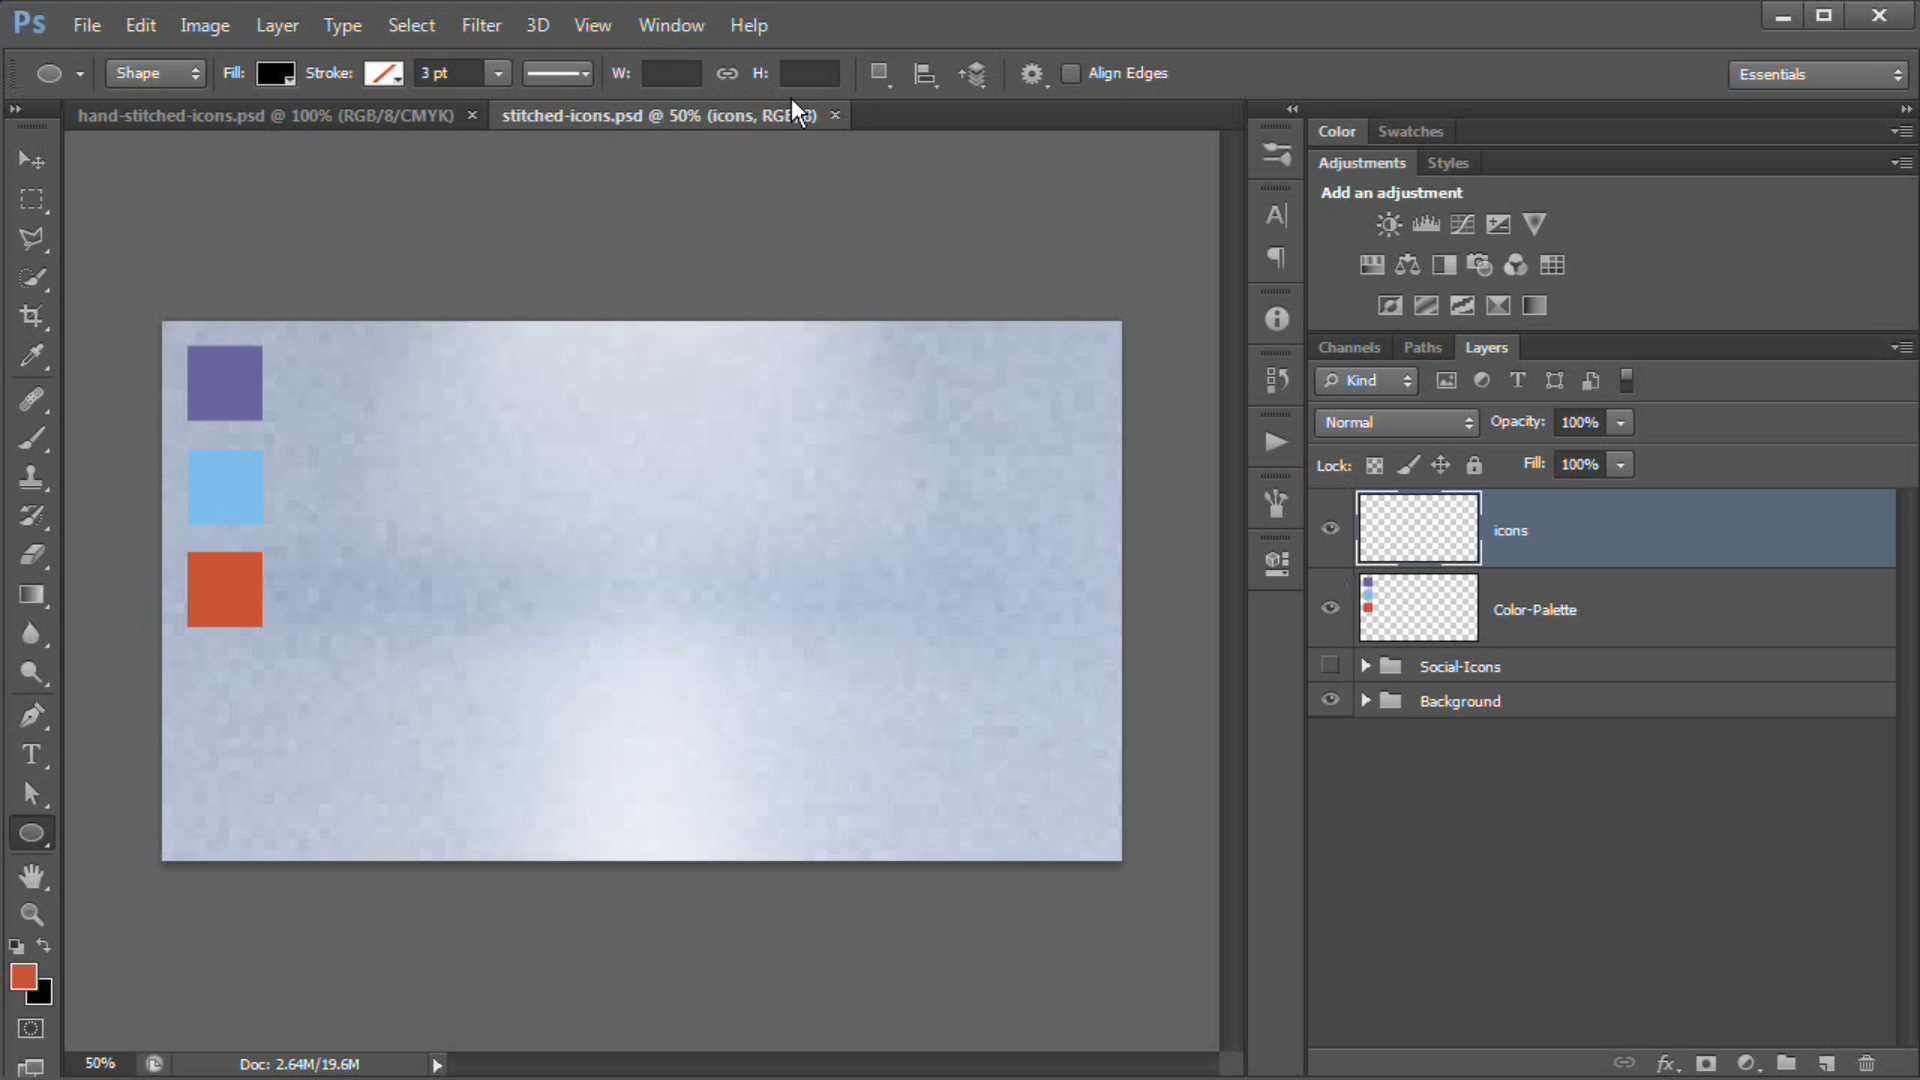 Ps File Edit Image Layer Type Select Filter 3D View Window Help
Shape Fill: Stroke: 3 pt W: H: Align Edges Essentials
hand-stitched-icons.psd @ 100% (RGB/8/CMYK) × stitched-icons.psd @ 50% (icons, RGB/8) ×
Color Swatches
Adjustments Styles
Add an adjustment
Channels Paths Layers
Kind
Normal Opacity: 100%
Lock: Fill: 100%
icons
Color-Palette
Social-Icons
Background
50% Doc: 2.64M/19.6M